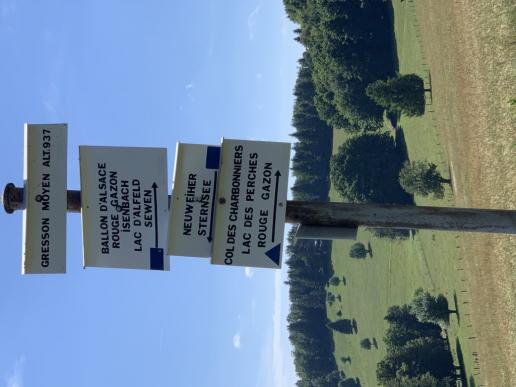 GRESSON MOYEN ALT.937
BALLON D'ALSACE
ROUGE GAZON
ISENBACH
LAC D'ALFELD
SEWEN
NEUWEIHER
STERNSEE
COL DES CHARBONNIERS
LAC DES PERCHES
ROUGE GAZON